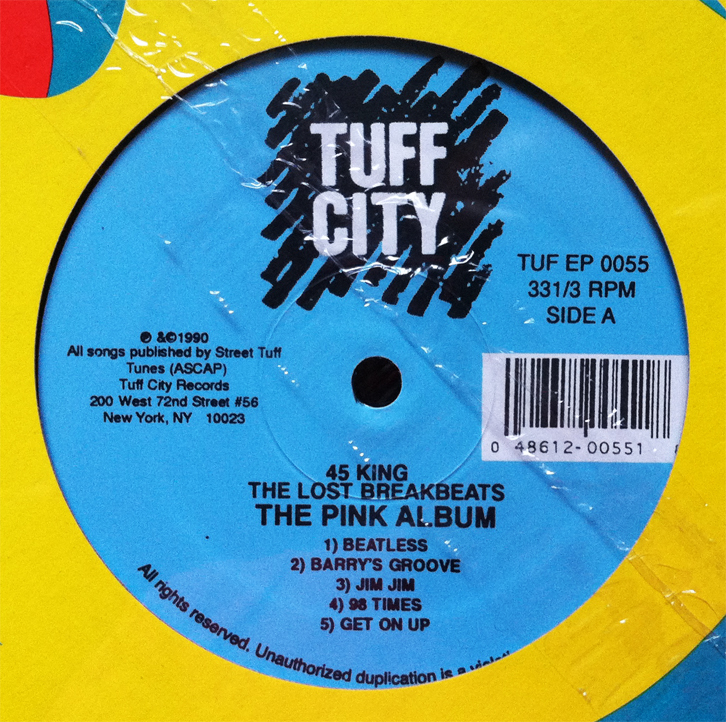 TUFF
CITY
TUF EP 0055
331/3 RPM
SIDE A
℗ &©1990
All songs published by Street Tuff
Tunes (ASCAP)
Tuff City Records
200 West 72nd Street #56
New York, NY 10023
0 48612-00551
45 KING
THE LOST BREAKBEATS
THE PINK ALBUM
1) BEATLESS
2) BARRY'S GROOVE
3) JIM JIM
4) 98 TIMES
5) GET ON UP
All rights reserved. Unauthorized duplication is a